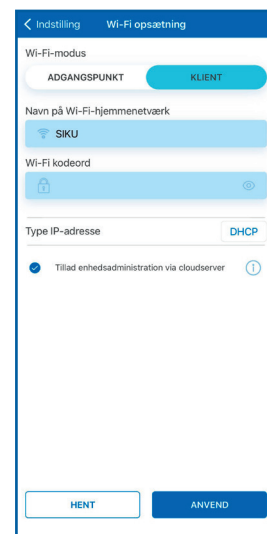 Indstilling Wi-Fi opsætning
Wi-Fi-modus
ADGANGSPUNKT KLIENT
Navn på Wi-Fi-hjemmenetværk
SIKU
Wi-Fi kodeord
Type IP-adresse DHCP
Tillad enhedsadministration via cloudserver
HENT ANVEND